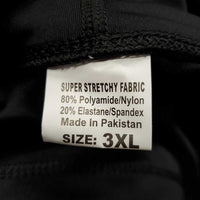 SUPER STRETCHY FABRIC
80% Polyamide/Nylon
20% Elastane/Spandex
Made In Pakistan
SIZE: 3XL